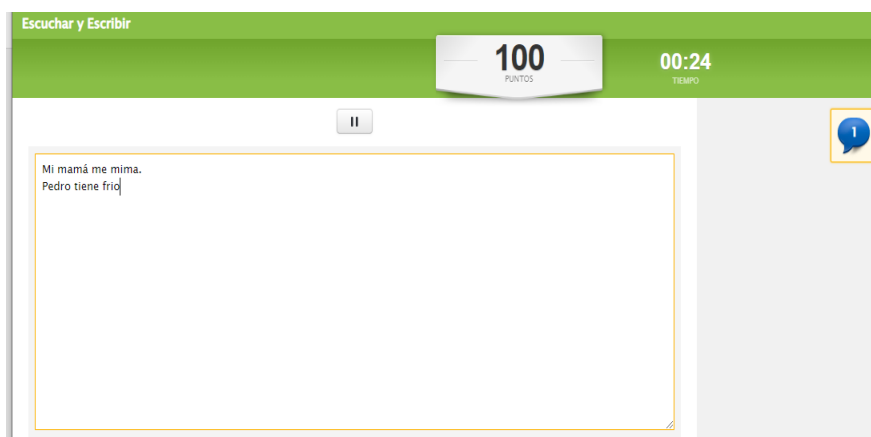 Escuchar y Escribir
100
PUNTOS
00:24
TIEMPO
1
Mi mamá me mima.
Pedro tiene frio